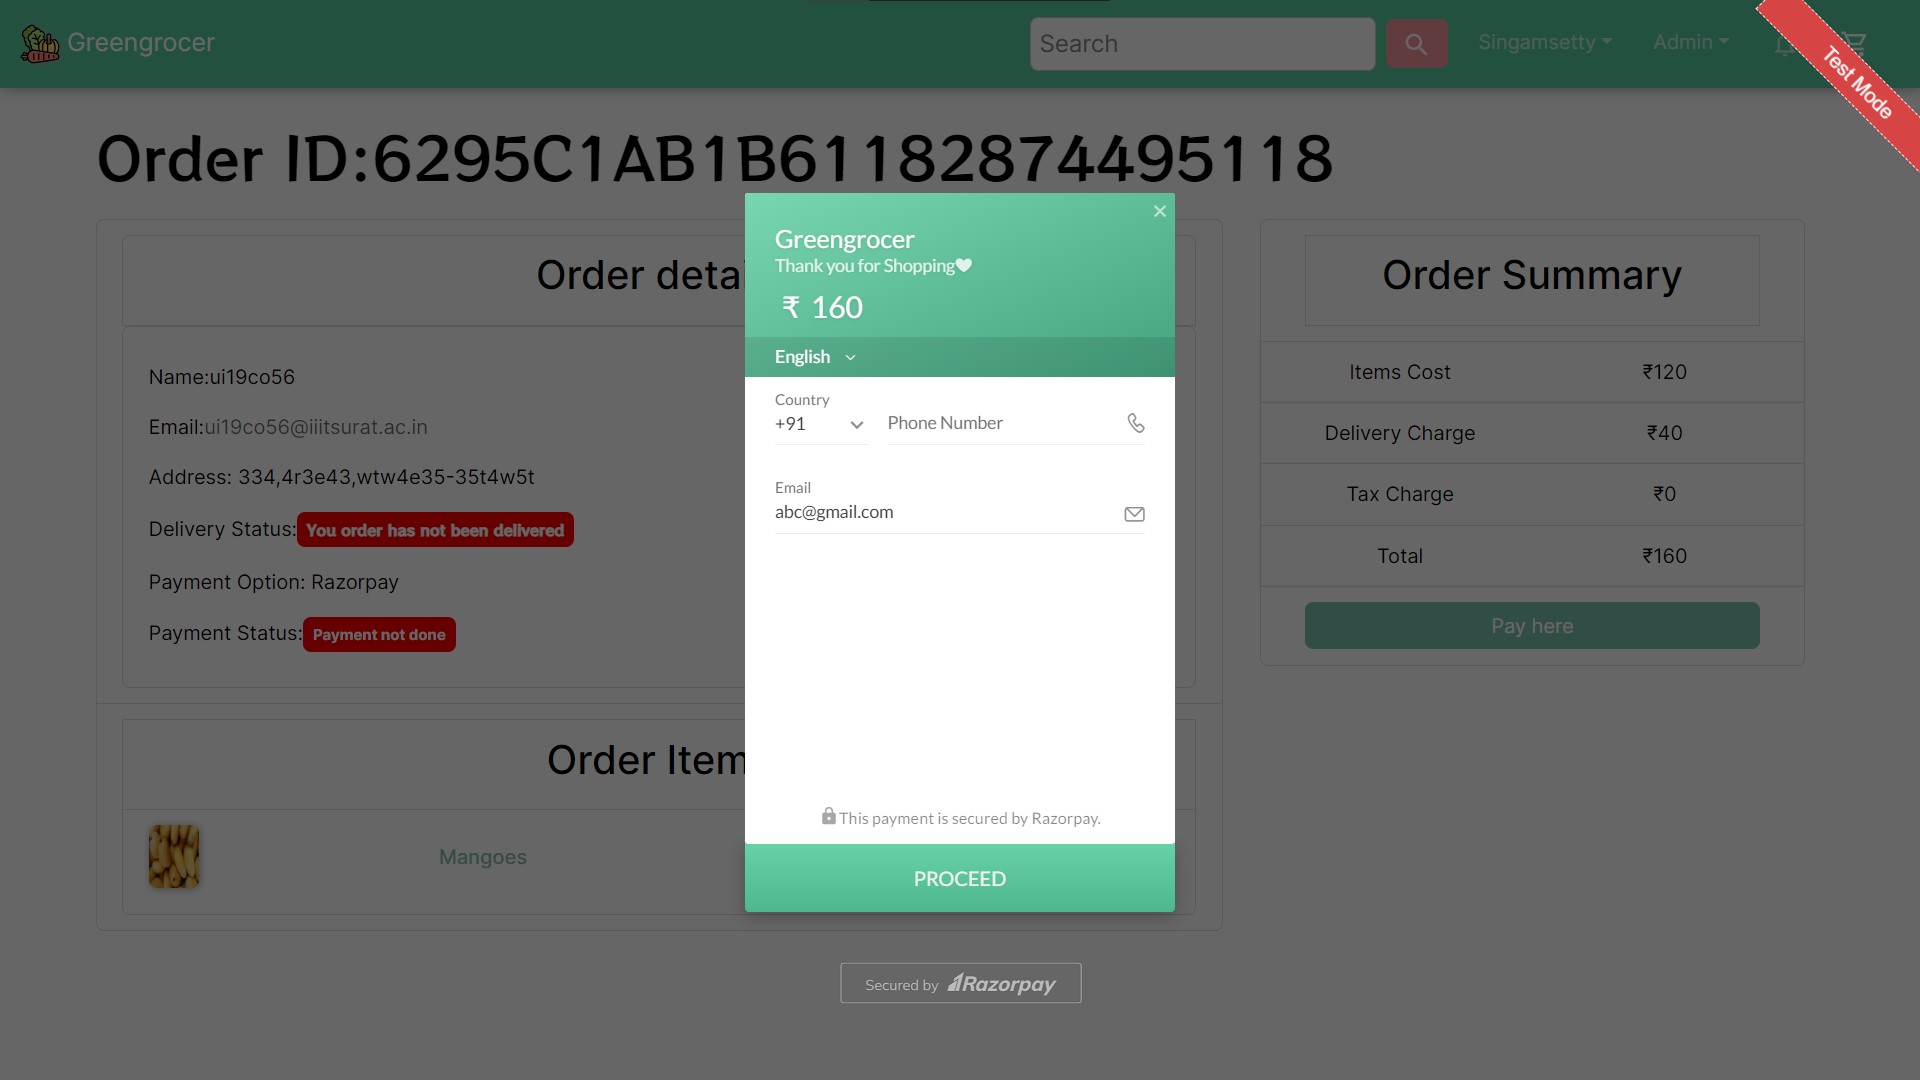 Greengrocer
Search
Singamsetty
Admin
Test Mode
Order ID:6295C1AB1B61182874495118
Order detai
Name:ui19co56
Email:ui19co56@iiitsurat.ac.in
Address: 334,4r3e43,wtw4e35-35t4w5t
Delivery Status:You order has not been delivered
Payment Option: Razorpay
Payment Status:Payment not done
Order Item
Mangoes
Greengrocer
Thank you for Shopping🤍
₹ 160
English
Country
+91
Phone Number
Email
abc@gmail.com
This payment is secured by Razorpay.
PROCEED
Secured by Razorpay
Order Summary
Items Cost ₹120
Delivery Charge ₹40
Tax Charge ₹0
Total ₹160
Pay here